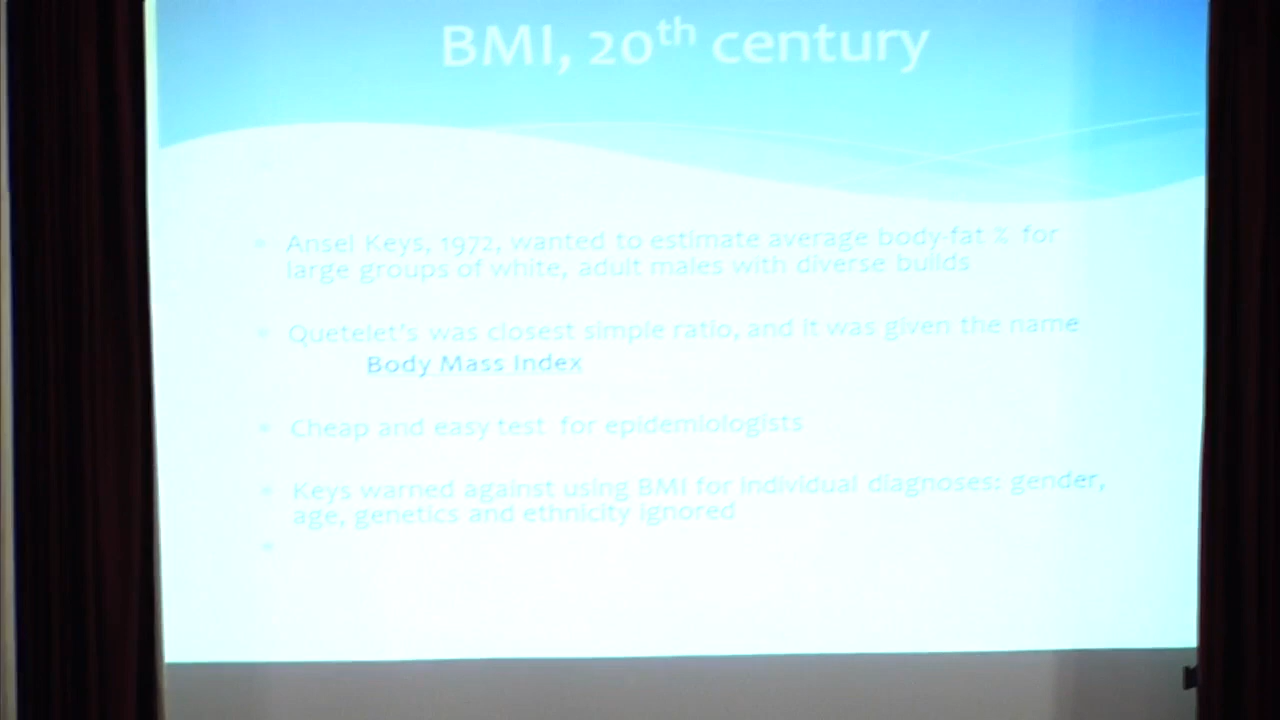 BMI, 20th century
Ansel Keys, 1972, wanted to estimate average body-fat % for
large groups of white, adult males with diverse builds
Quetelet's was closest simple ratio, and it was given the name
Body Mass Index
Cheap and easy test for epidemiologists
Keys warned against using BMI for individual diagnoses: gender,
age, genetics and ethnicity ignored